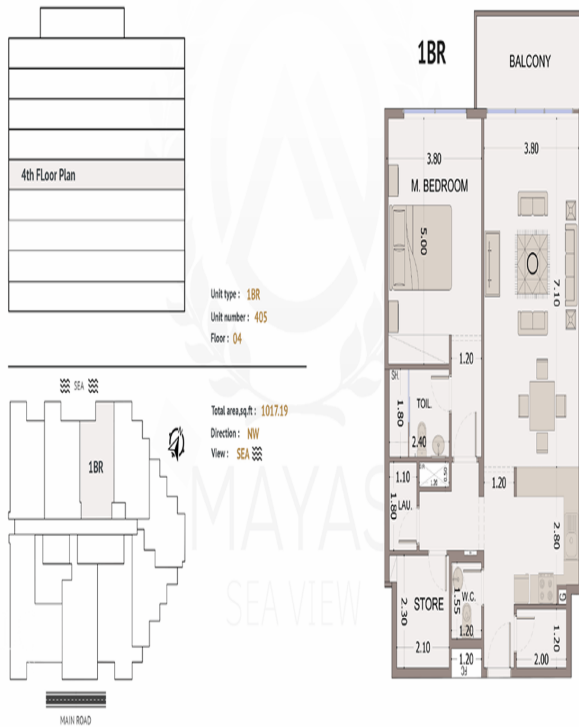 1BR
BALCONY
4th FLoor Plan
3.80
3.80
M. BEDROOM
5.00
7.10
Unit type : 1BR
Unit number : 405
Floor : 04
1.20
SEA
SH.
TOIL.
1.80
2.40
Total area,sq.ft : 1017.19
Direction : NW
View : SEA
1BR
1.10
LAU.
1.80
1.20
2.80
MAYAS
SEA VIEW
STORE
2.30
2.10
W.C.
1.55
1.20
1.20
1.20
2.00
MAIN ROAD